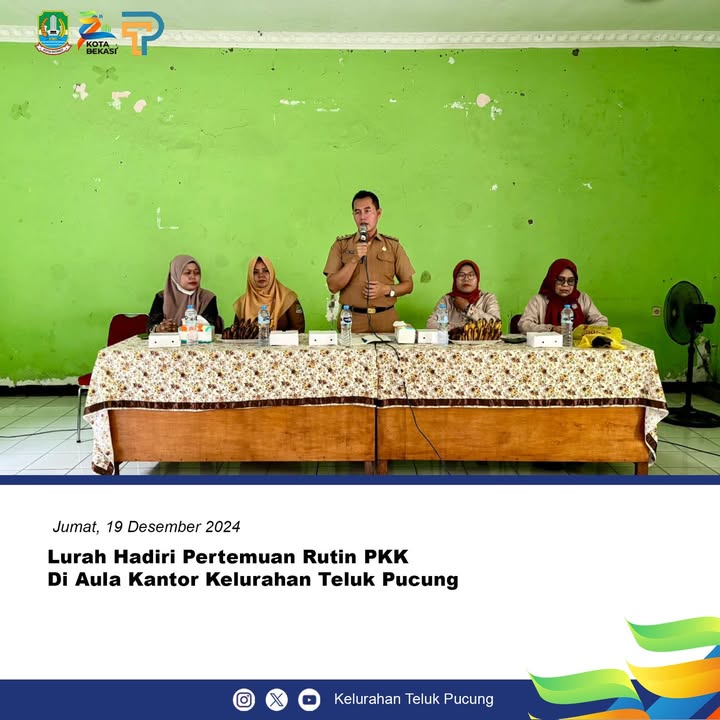 KOTA
BEKASI
Jumat, 19 Desember 2024
Lurah Hadiri Pertemuan Rutin PKK
Di Aula Kantor Kelurahan Teluk Pucung
Kelurahan Teluk Pucung